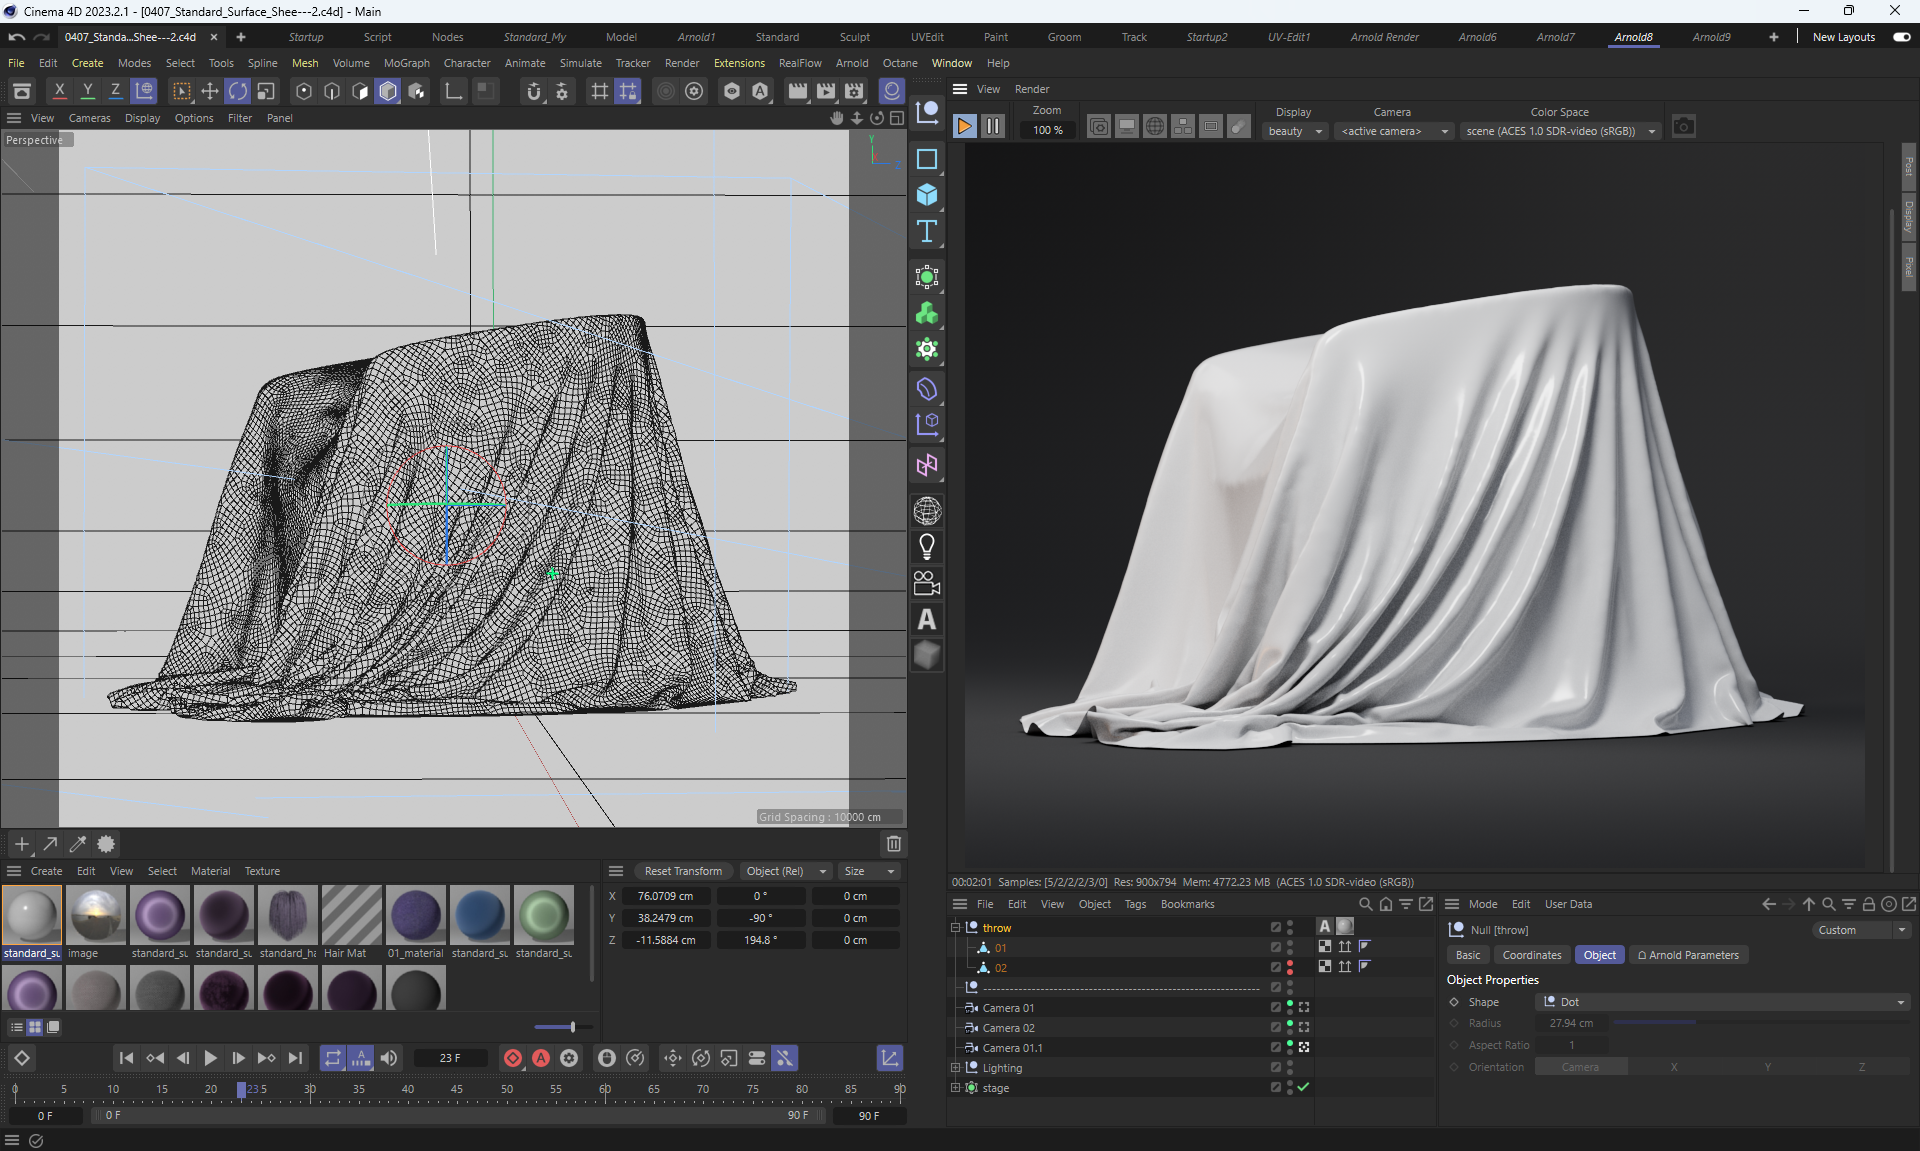 Cinema 4D 2023.2.1 - [0407_Standard_Surface_Shee---2.c4d] - Main
0407_Standa...Shee---2.c4d
Startup Script Nodes Standard_My Model Arnold1 Standard Sculpt UVEdit Paint Groom Track Startup2 UV-Edit1 Arnold Render Arnold6 Arnold7 Arnold8 Arnold9 New Layouts
File Edit Create Modes Select Tools Spline Mesh Volume MoGraph Character Animate Simulate Tracker Render Extensions RealFlow Arnold Octane Window Help
X Y Z
View Cameras Display Options Filter Panel
Perspective
Y
Grid Spacing : 10000 cm
View Render
Zoom Display Camera Color Space
100 % beauty <active camera> scene (ACES 1.0 SDR-video (sRGB))
Post
Display
Pixel
00:02:01 Samples: [5/2/2/2/3/0] Res: 900x794 Mem: 4772.23 MB (ACES 1.0 SDR-video (sRGB))
Create Edit View Select Material Texture
standard_su image standard_su standard_su standard_ha Hair Mat 01_material standard_su standard_su
Reset Transform Object (Rel) Size
X 76.0709 cm 0 ° 0 cm
Y 38.2479 cm -90 ° 0 cm
Z -11.5884 cm 194.8 ° 0 cm
23 F
0 5 10 15 20 23 5 30 35 40 45 50 55 60 65 70 75 80 85 90
0 F 0 F 90 F 90 F
File Edit View Object Tags Bookmarks
throw
01
02
Camera 01
Camera 02
Camera 01.1
Lighting
stage
Mode Edit User Data
Null [throw] Custom
Basic Coordinates Object Arnold Parameters
Object Properties
Shape Dot
Radius 27.94 cm
Aspect Ratio 1
Orientation Camera X Y Z